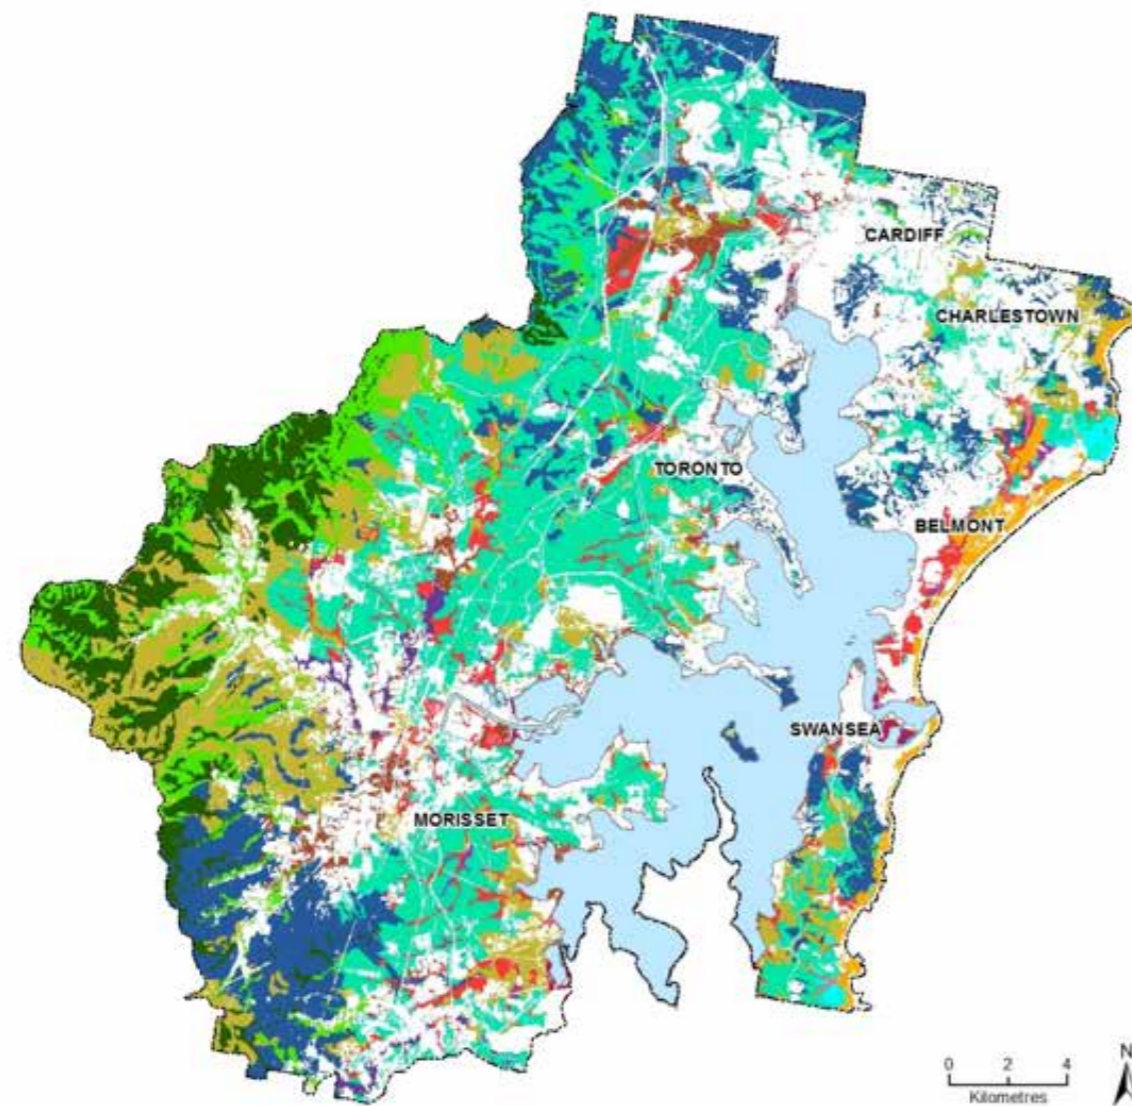 CARDIFF
CHARLESTOWN
TORONTO
BELMONT
SWANSEA
MORISSET
N
0 2 4
Kilometres